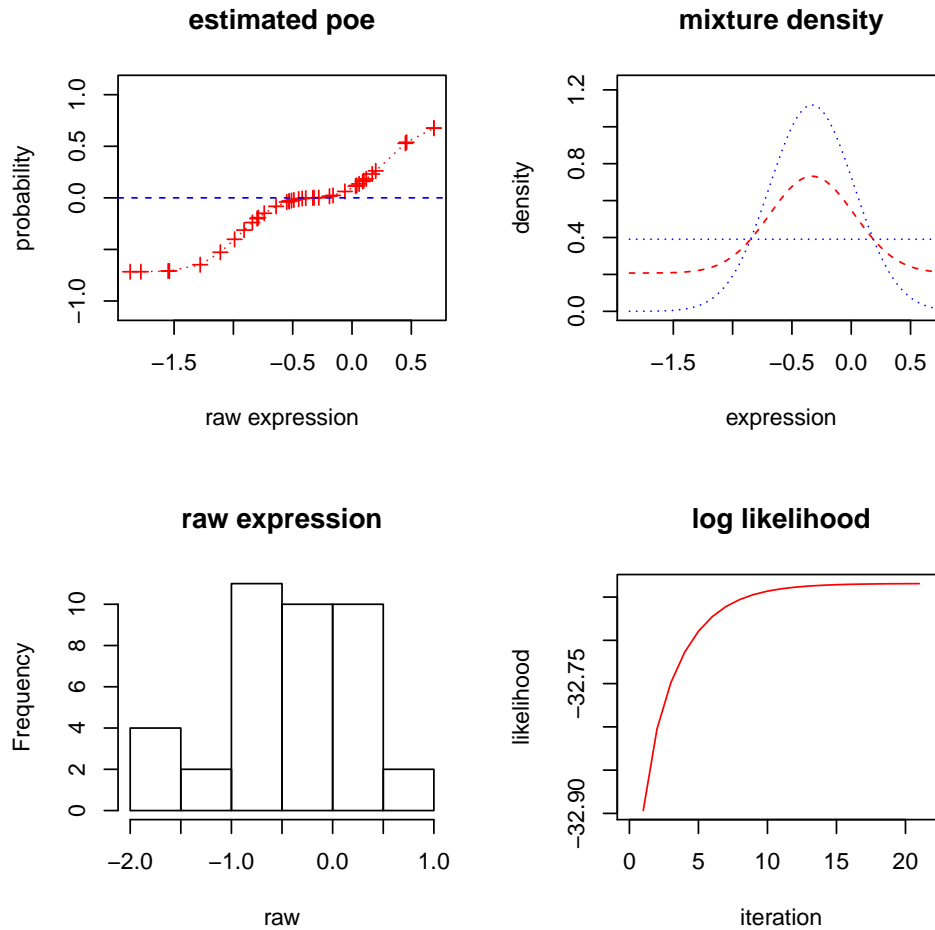 estimated poe
probability
−1.0
0.0
0.5
1.0
−1.5
−0.5
0.0
0.5
raw expression
mixture density
density
0.0
0.4
0.8
1.2
−1.5
−0.5
0.0
0.5
expression
raw expression
Frequency
0
2
4
6
8
10
−2.0
−1.0
0.0
1.0
raw
log likelihood
likelihood
−32.90
−32.75
0
5
10
15
20
iteration